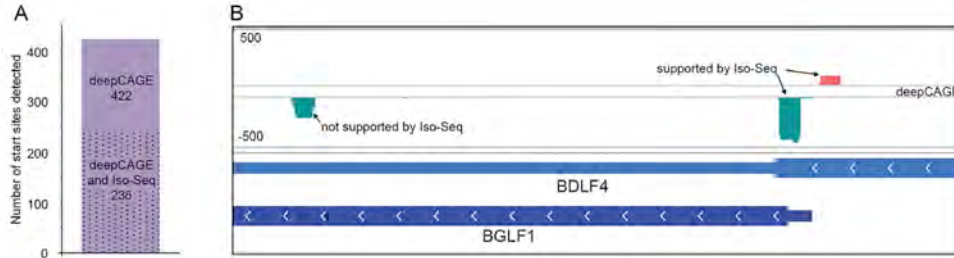 A
Number of start sites detected
400
300
200
100
0
deepCAGE
422
deepCAGE
and Iso-Seq
236
B
500
-500
supported by Iso-Seq
deepCAGE
not supported by Iso-Seq
BDLF4
BGLF1